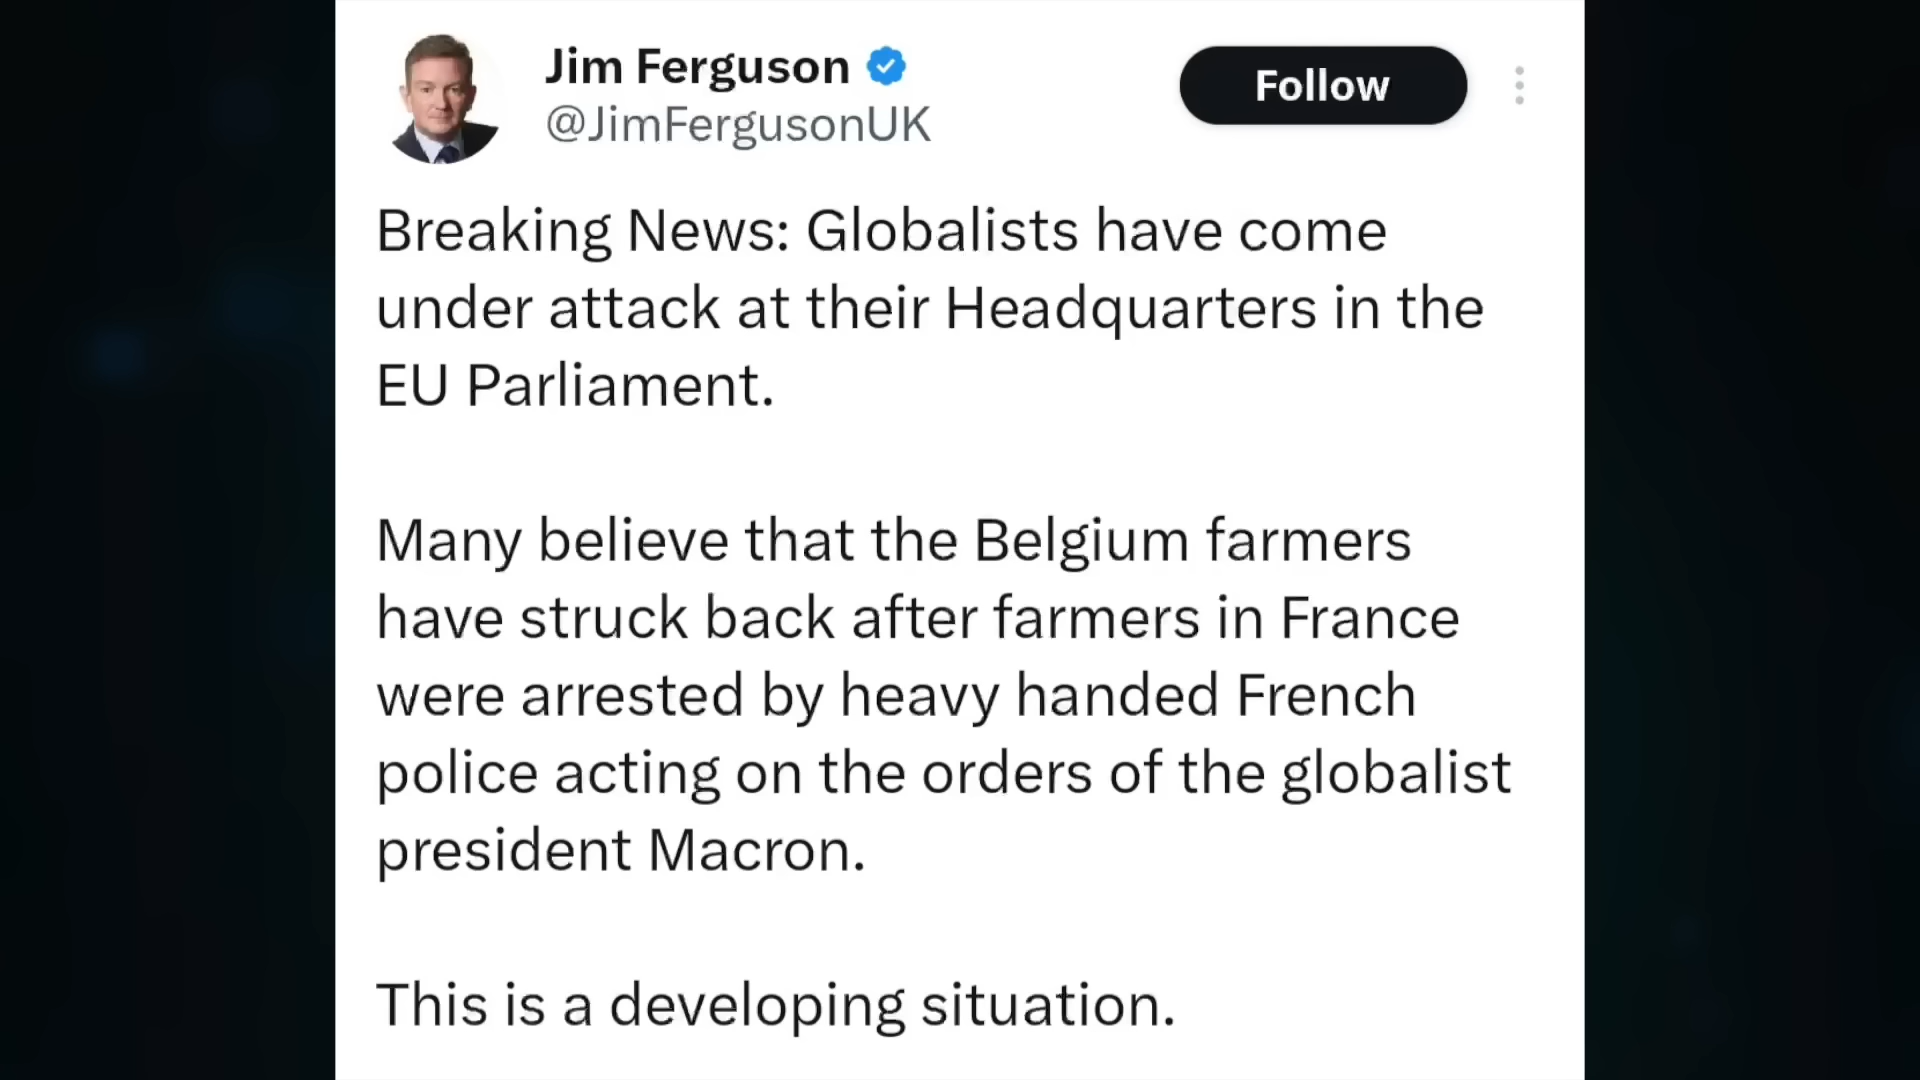 Jim Ferguson
@JimFergusonUK
Follow
Breaking News: Globalists have come
under attack at their Headquarters in the
EU Parliament.
Many believe that the Belgium farmers
have struck back after farmers in France
were arrested by heavy handed French
police acting on the orders of the globalist
president Macron.
This is a developing situation.